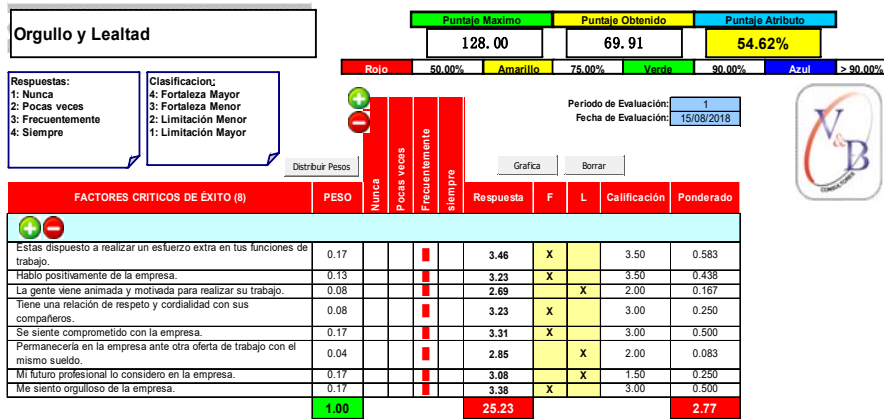 Orgullo y Lealtad
Puntaje Maximo Puntaje Obtenido Puntaje Atributo
128.00 69.91 54.62%
Rojo 50.00% Amarillo 75.00% Verde 90.00% Azul > 90.00%
Respuestas:
1: Nunca
2: Pocas veces
3: Frecuentemente
4: Siempre
Clasificacion:
4: Fortaleza Mayor
3: Fortaleza Menor
2: Limitación Menor
1: Limitación Mayor
Periodo de Evaluación: 1
Fecha de Evaluación: 15/08/2018
V&B
CONSULTORES
Distribuir Pesos
Grafica
Borrar
FACTORES CRITICOS DE ÉXITO (8) PESO Nunca Pocas veces Frecuentemente siempre Respuesta F L Calificación Ponderado
Estas dispuesto a realizar un esfuerzo extra en tus funciones de
trabajo. 0.17 3.46 X 3.50 0.583
Hablo positivamente de la empresa. 0.13 3.23 X 3.50 0.438
La gente viene animada y motivada para realizar su trabajo. 0.08 2.69 X 2.00 0.167
Tiene una relación de respeto y cordialidad con sus
compañeros. 0.08 3.23 X 3.00 0.250
Se siente comprometido con la empresa. 0.17 3.31 X 3.00 0.500
Permanecería en la empresa ante otra oferta de trabajo con el
mismo sueldo. 0.04 2.85 X 2.00 0.083
Mi futuro profesional lo considero en la empresa. 0.17 3.08 X 1.50 0.250
Me siento orgulloso de la empresa. 0.17 3.38 X 3.00 0.500
1.00 25.23 2.77